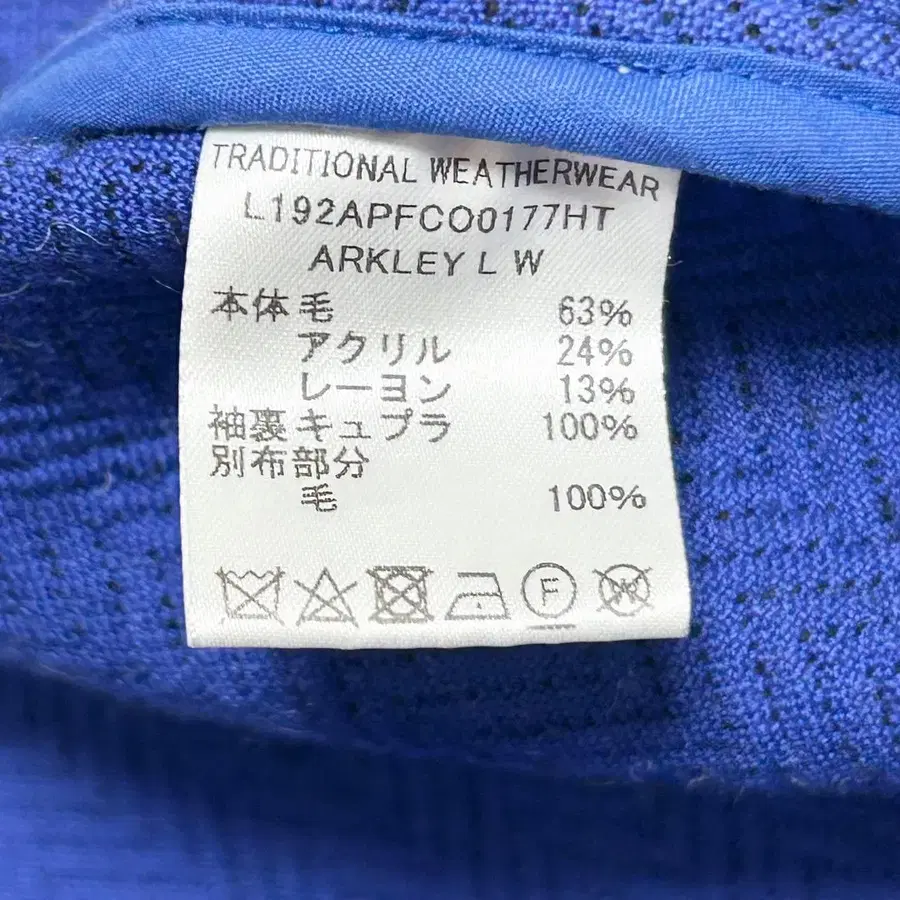 TRADITIONAL WEATHERWEAR
L192APFCO0177HT
ARKLEY L W
本体 毛 63%
アクリル 24%
レーヨン 13%
袖裏 キュプラ 100%
別布部分
毛 100%
F
W